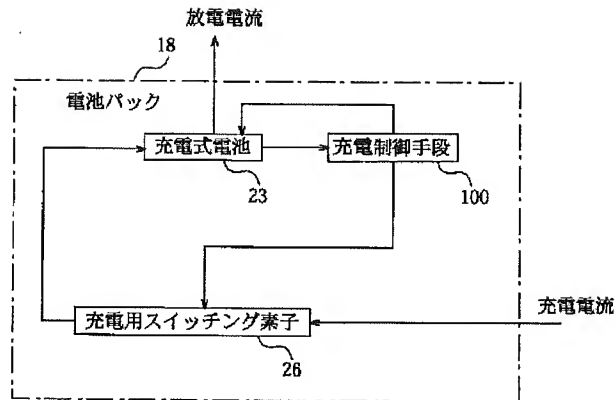 放電電流
18
電池パック
充電式電池
充電制御手段
23
100
充電電流
充電用スイッチング素子
26